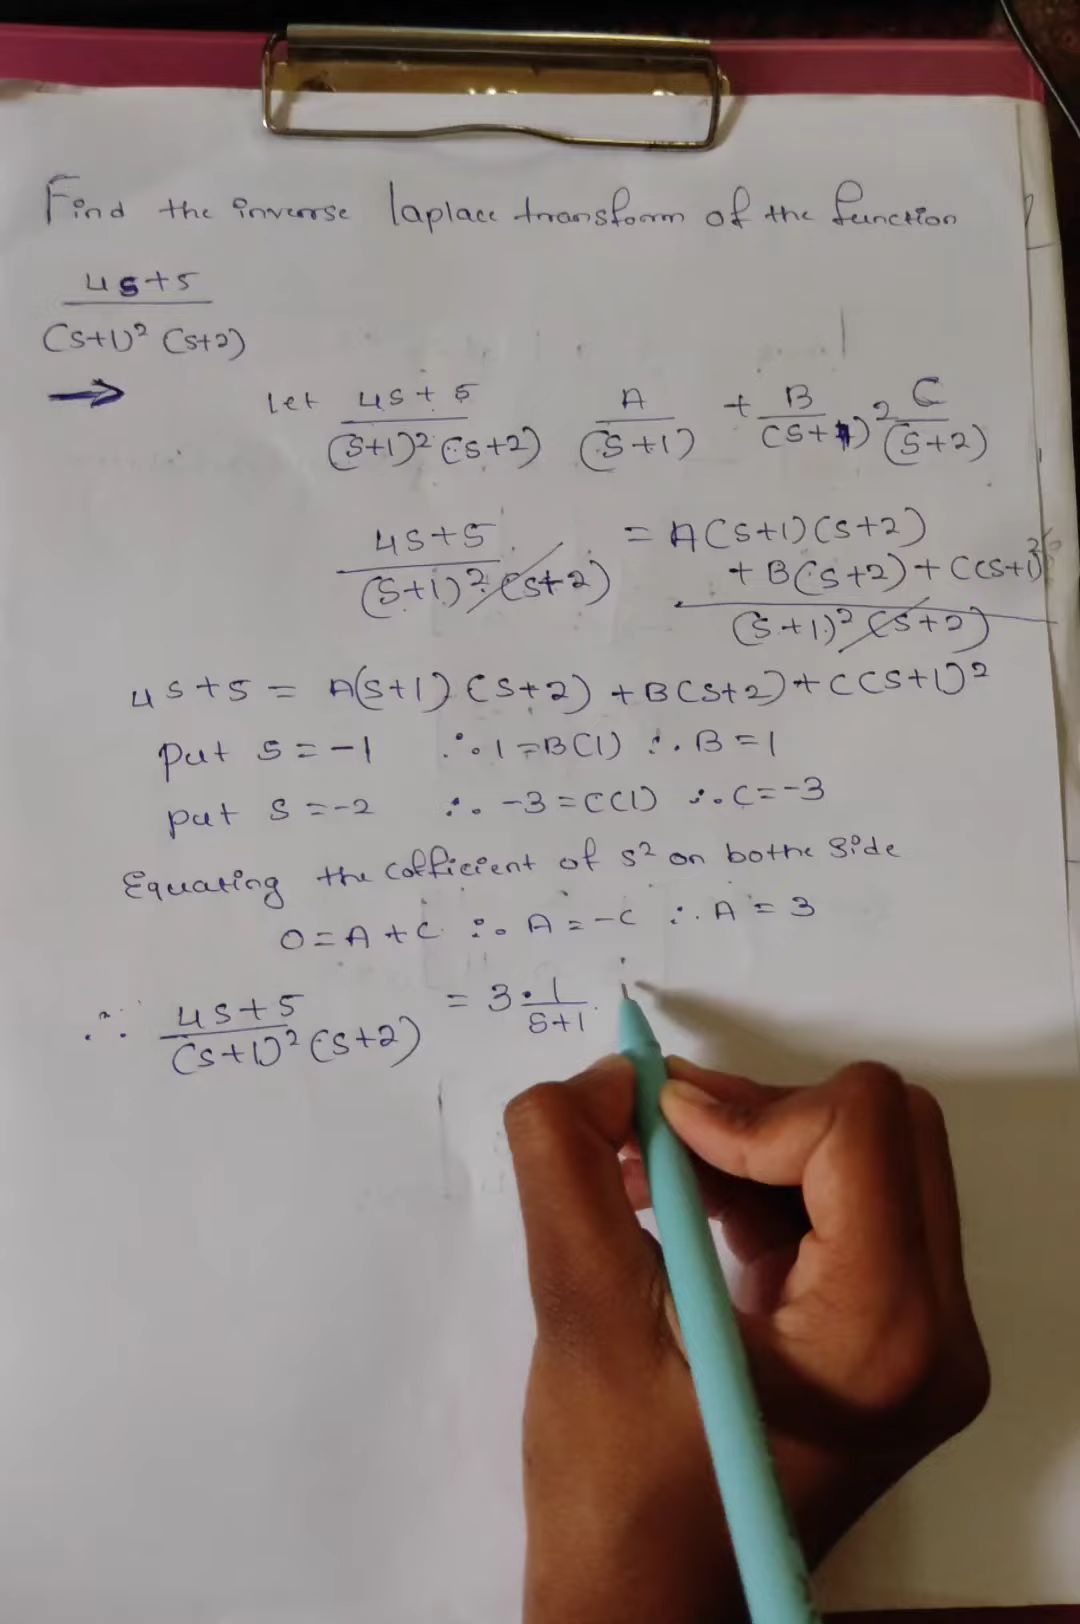 Find the inverse laplace transform of the function
4s+5
(s+1)² (s+2)
→ let 4s+5 A + B C
(s+1)² (s+2) (s+1) (s+1)² (s+2)
4s+5 = A(s+1)(s+2)
+ B(s+2) + C(s+1)²
(s+1)² (s+2) (s+1)² (s+2)
4s+5 = A(s+1) (s+2) + B(s+2) + C(s+1)²
put s = -1 ∴ 1 = B(1) ∴ B = 1
put s = -2 ∴ -3 = C(1) ∴ C = -3
Equating the cofficient of s² on bothe side
0 = A + C ∴ A = -C ∴ A = 3
∴ 4s+5 = 3 · 1
(s+1)² (s+2) s+1